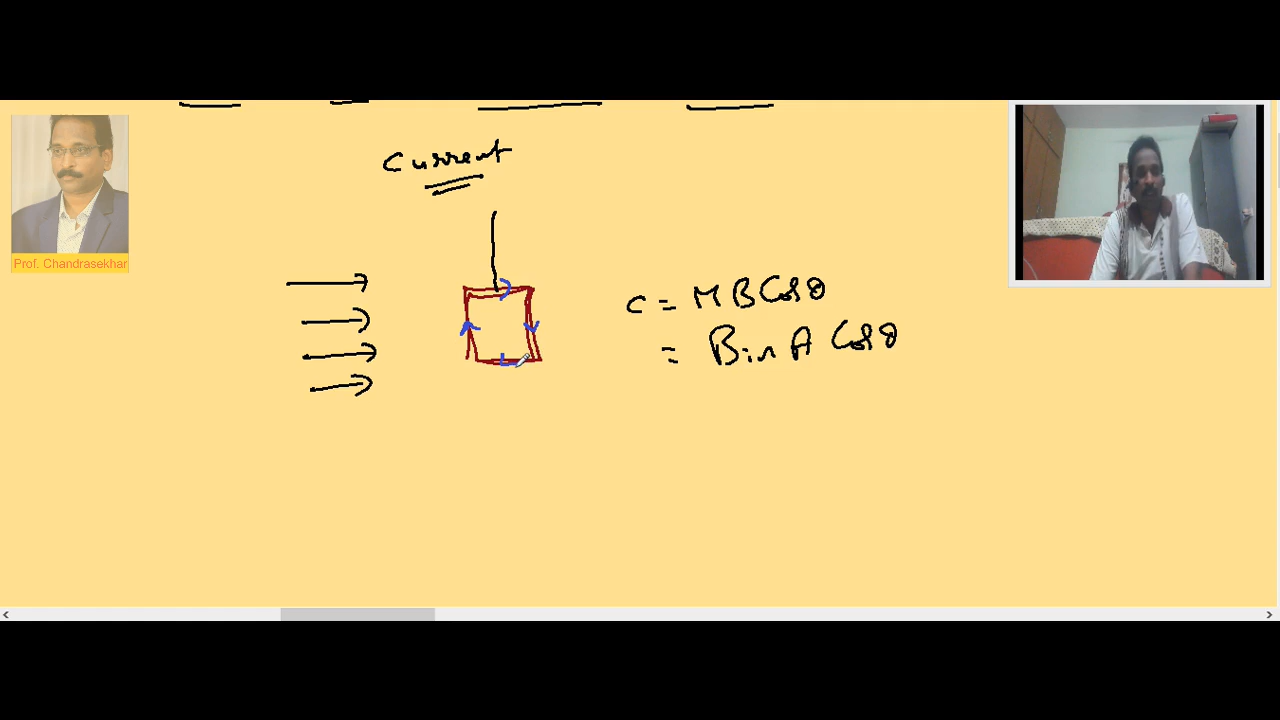 Current
Prof. Chandrasekhar
C = M B Cos θ
= B i n A Cos θ